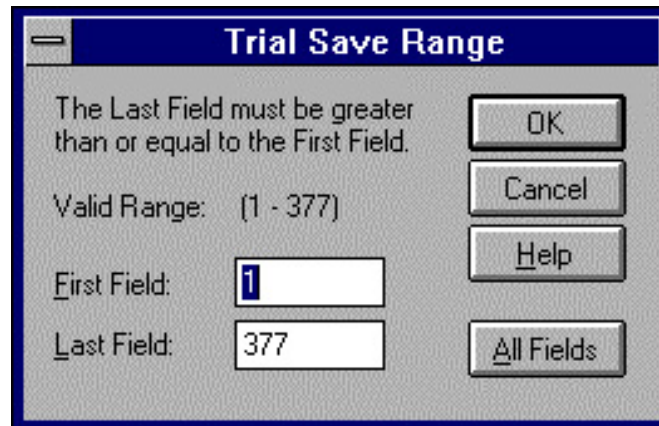 Trial Save Range
The Last Field must be greater
than or equal to the First Field.
Valid Range: (1 - 377)
First Field: 1
Last Field: 377
OK
Cancel
Help
All Fields